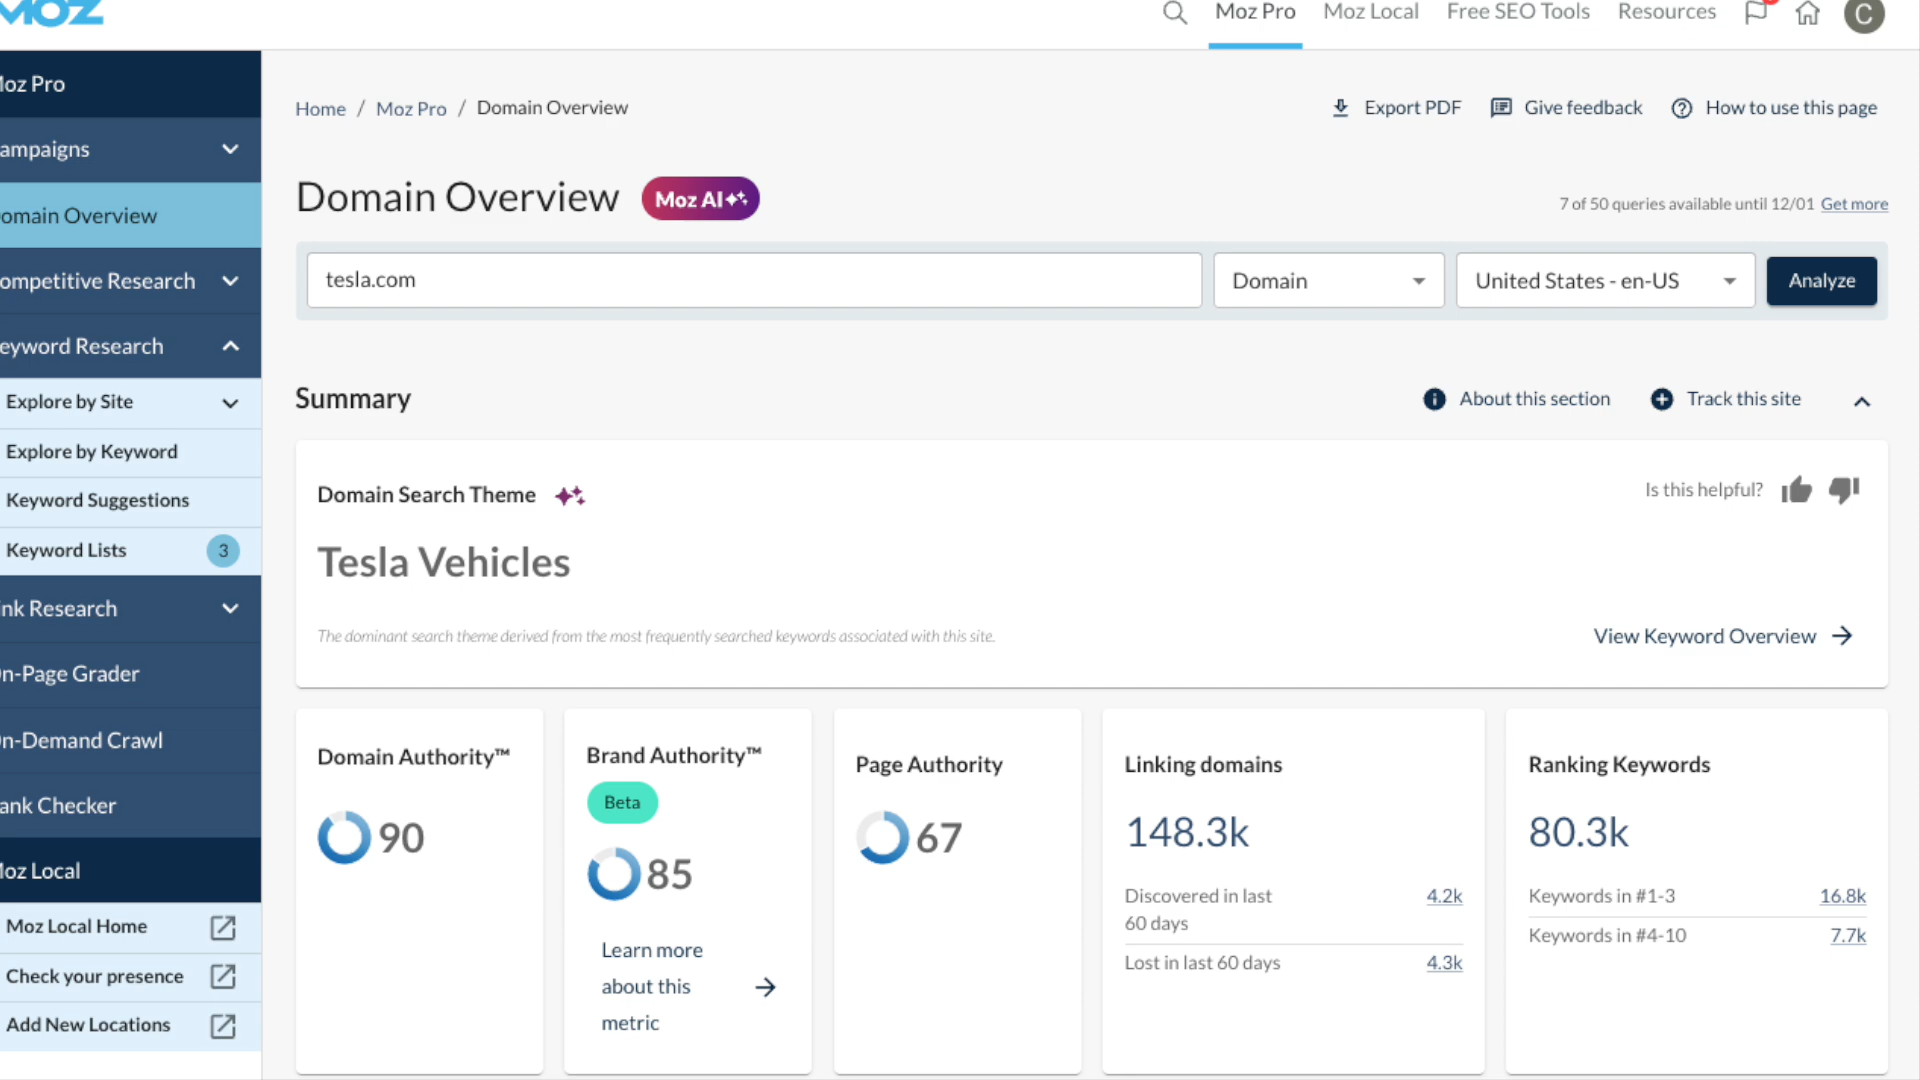 MOZ
Moz Pro
Moz Local
Free SEO Tools
Resources
C
Moz Pro
ampaigns
omain Overview
ompetitive Research
eyword Research
Explore by Site
Explore by Keyword
Keyword Suggestions
Keyword Lists 3
ink Research
n-Page Grader
n-Demand Crawl
ank Checker
Moz Local
Moz Local Home
Check your presence
Add New Locations
Home / Moz Pro / Domain Overview
Export PDF
Give feedback
How to use this page
Domain Overview Moz AI
7 of 50 queries available until 12/01 Get more
tesla.com
Domain
United States - en-US
Analyze
Summary
About this section
Track this site
Domain Search Theme
Is this helpful?
Tesla Vehicles
The dominant search theme derived from the most frequently searched keywords associated with this site.
View Keyword Overview
Domain Authority™
90
Brand Authority™
Beta
85
Learn more
about this
metric
Page Authority
67
Linking domains
148.3k
Discovered in last
60 days
4.2k
Lost in last 60 days 4.3k
Ranking Keywords
80.3k
Keywords in #1-3 16.8k
Keywords in #4-10 7.7k